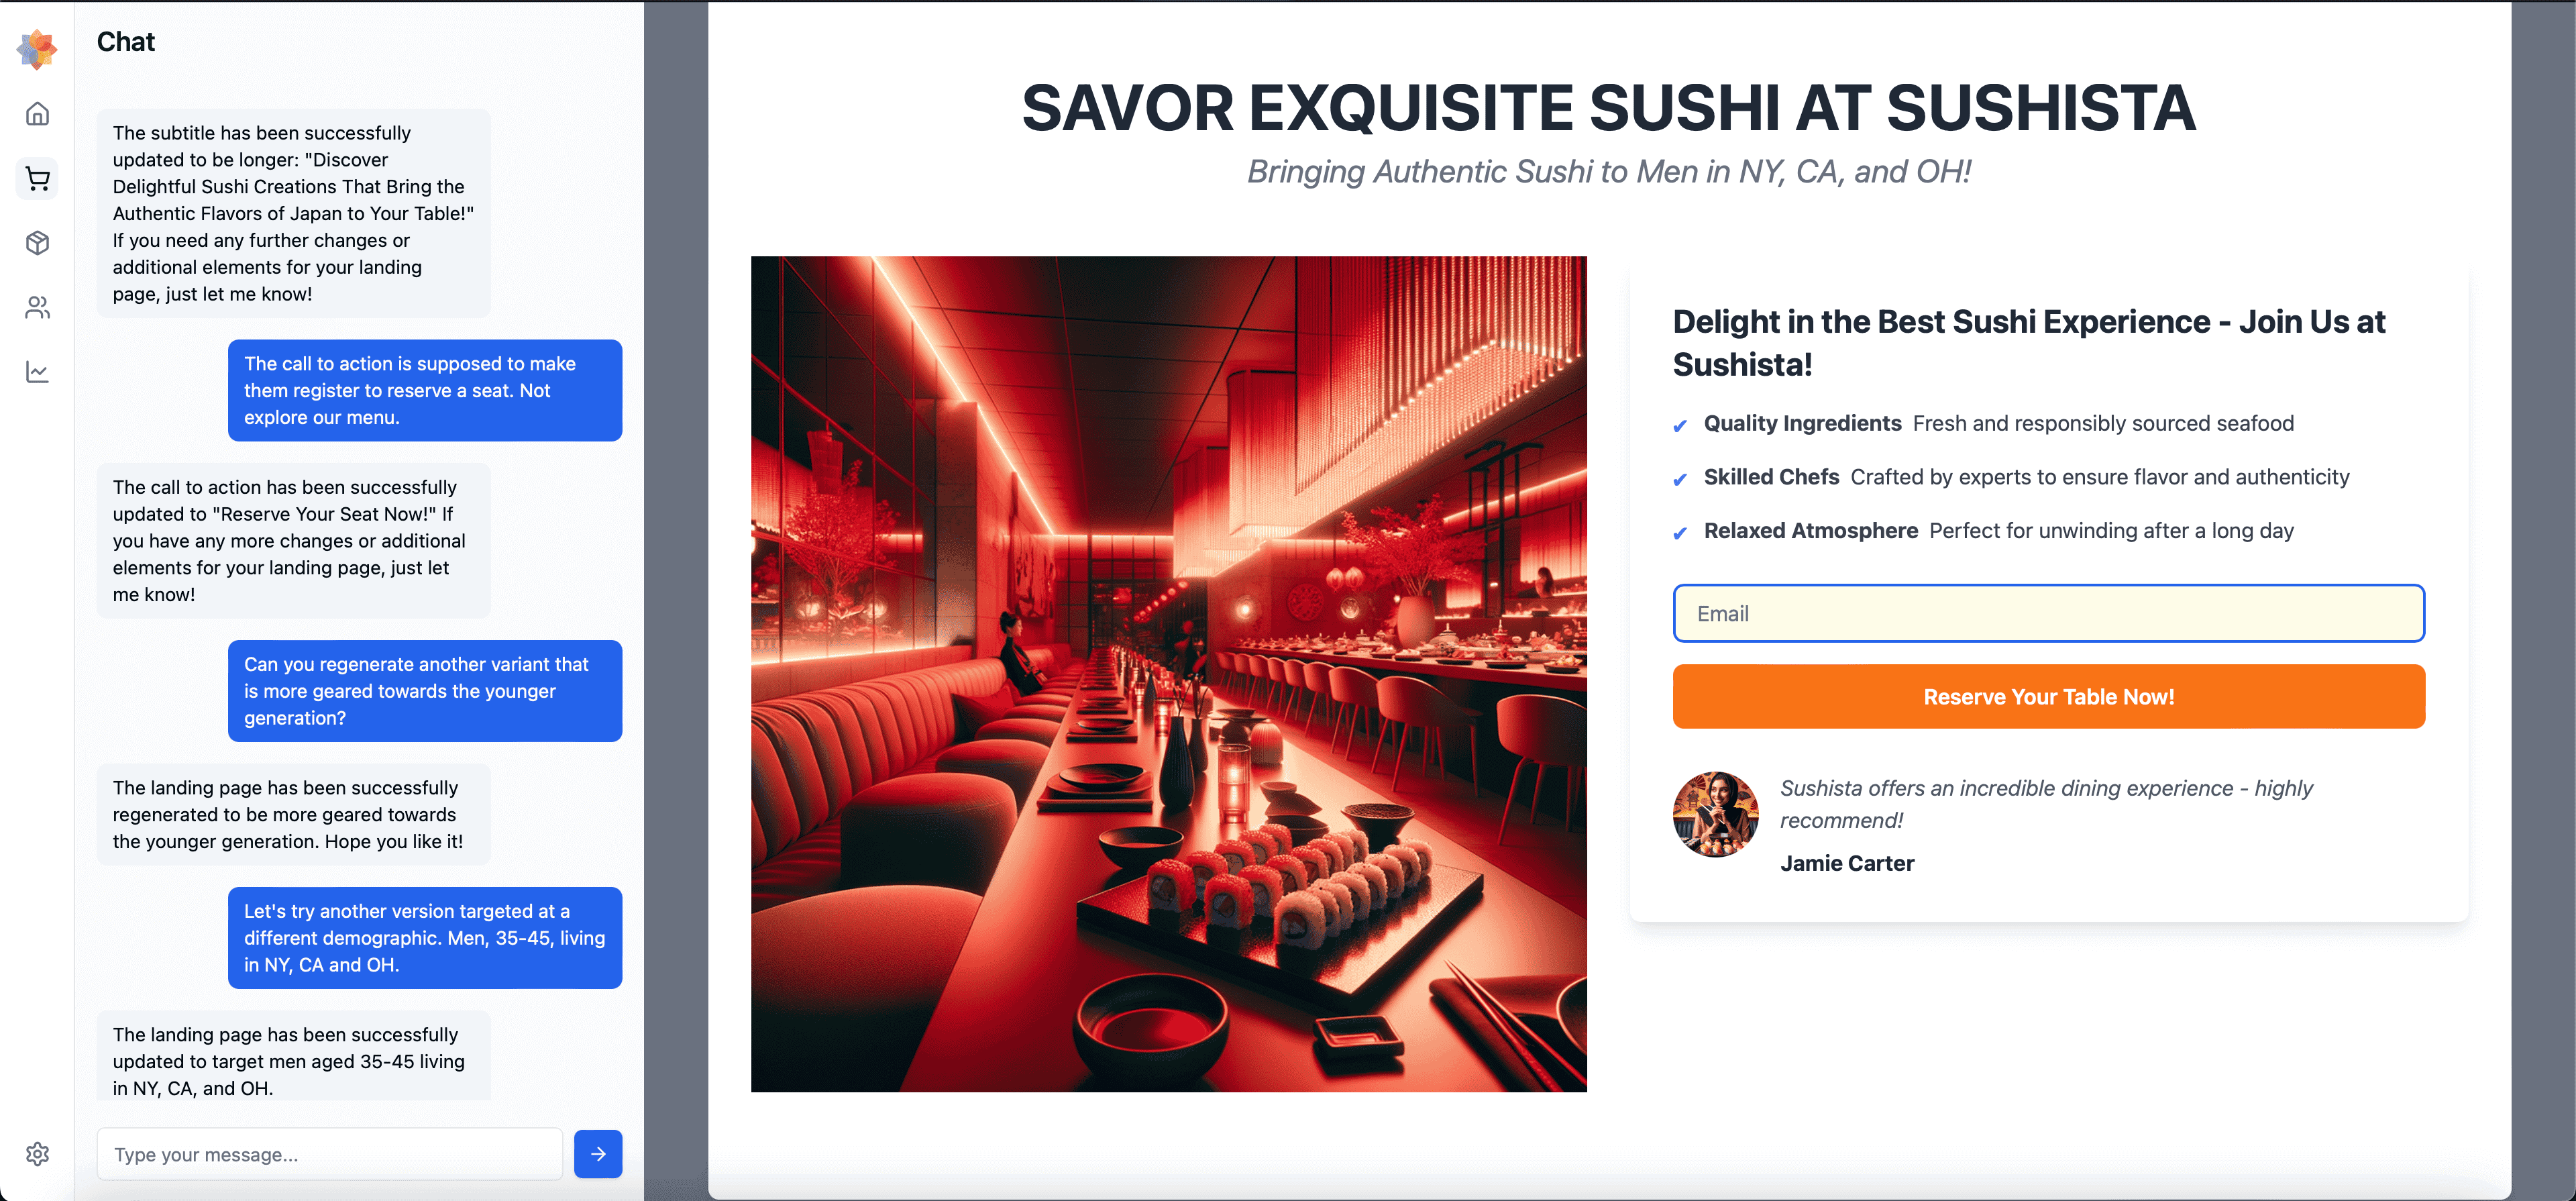 Chat
The subtitle has been successfully
updated to be longer: "Discover
Delightful Sushi Creations That Bring the
Authentic Flavors of Japan to Your Table!"
If you need any further changes or
additional elements for your landing
page, just let me know!
The call to action is supposed to make
them register to reserve a seat. Not
explore our menu.
The call to action has been successfully
updated to "Reserve Your Seat Now!" If
you have any more changes or additional
elements for your landing page, just let
me know!
Can you regenerate another variant that
is more geared towards the younger
generation?
The landing page has been successfully
regenerated to be more geared towards
the younger generation. Hope you like it!
Let's try another version targeted at a
different demographic. Men, 35-45, living
in NY, CA and OH.
The landing page has been successfully
updated to target men aged 35-45 living
in NY, CA, and OH.
Type your message...
SAVOR EXQUISITE SUSHI AT SUSHISTA
Bringing Authentic Sushi to Men in NY, CA, and OH!
Delight in the Best Sushi Experience - Join Us at
Sushista!
✔ Quality Ingredients Fresh and responsibly sourced seafood
✔ Skilled Chefs Crafted by experts to ensure flavor and authenticity
✔ Relaxed Atmosphere Perfect for unwinding after a long day
Email
Reserve Your Table Now!
Sushista offers an incredible dining experience - highly
recommend!
Jamie Carter